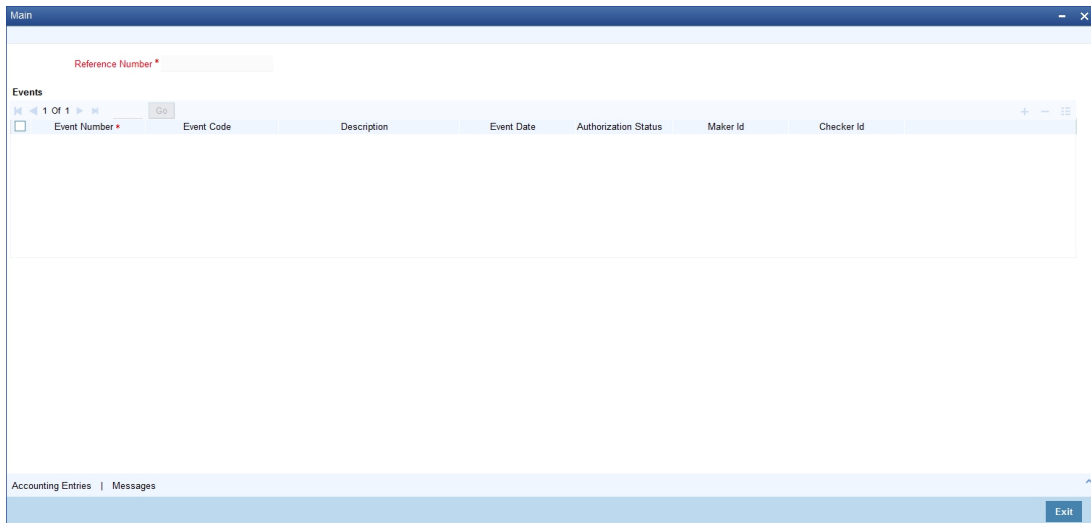 Main
Reference Number *
Events
1 Of 1 Go
Event Number * Event Code Description Event Date Authorization Status Maker Id Checker Id
Accounting Entries | Messages
Exit